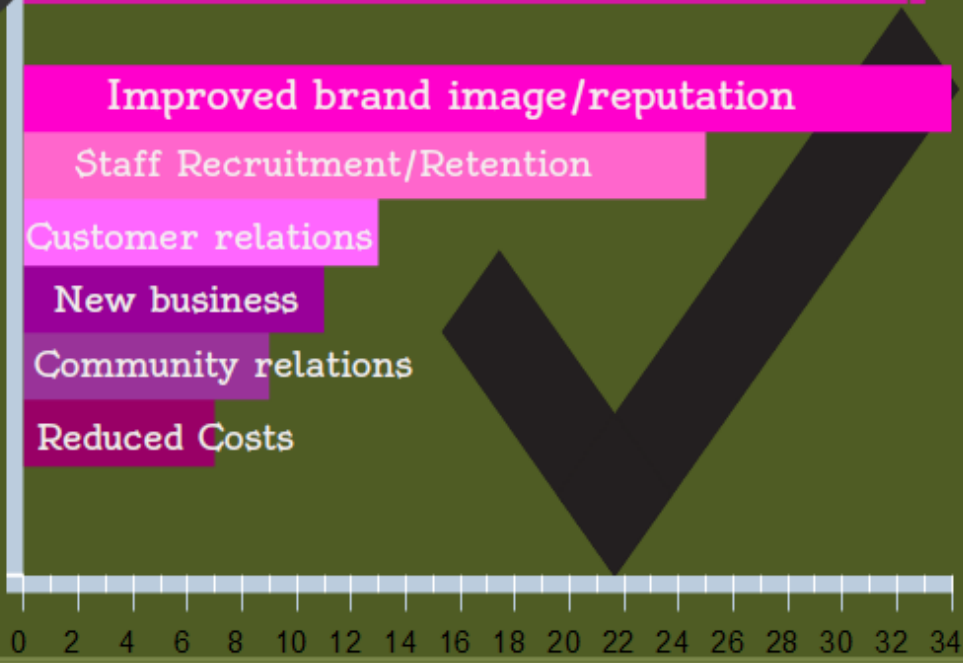 Improved brand image/reputation
Staff Recruitment/Retention
Customer relations
New business
Community relations
Reduced Costs
0 2 4 6 8 10 12 14 16 18 20 22 24 26 28 30 32 34